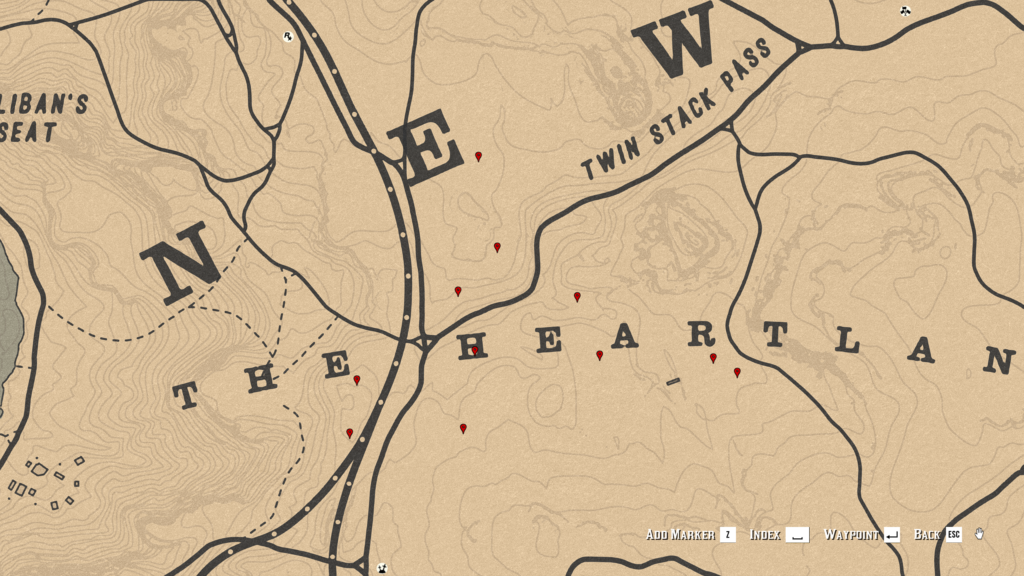 LIBAN'S
SEAT
N E W
TWIN STACK PASS
THE HEARTLAN
Add Marker Z Index Waypoint Back ESC